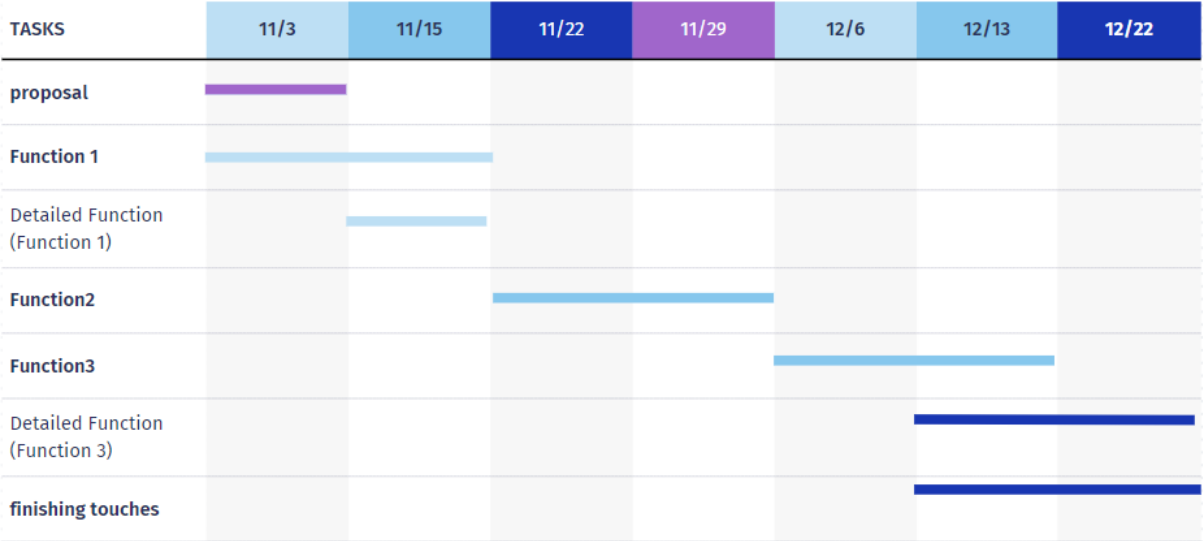 TASKS 11/3 11/15 11/22 11/29 12/6 12/13 12/22
proposal
Function 1
Detailed Function
(Function 1)
Function2
Function3
Detailed Function
(Function 3)
finishing touches